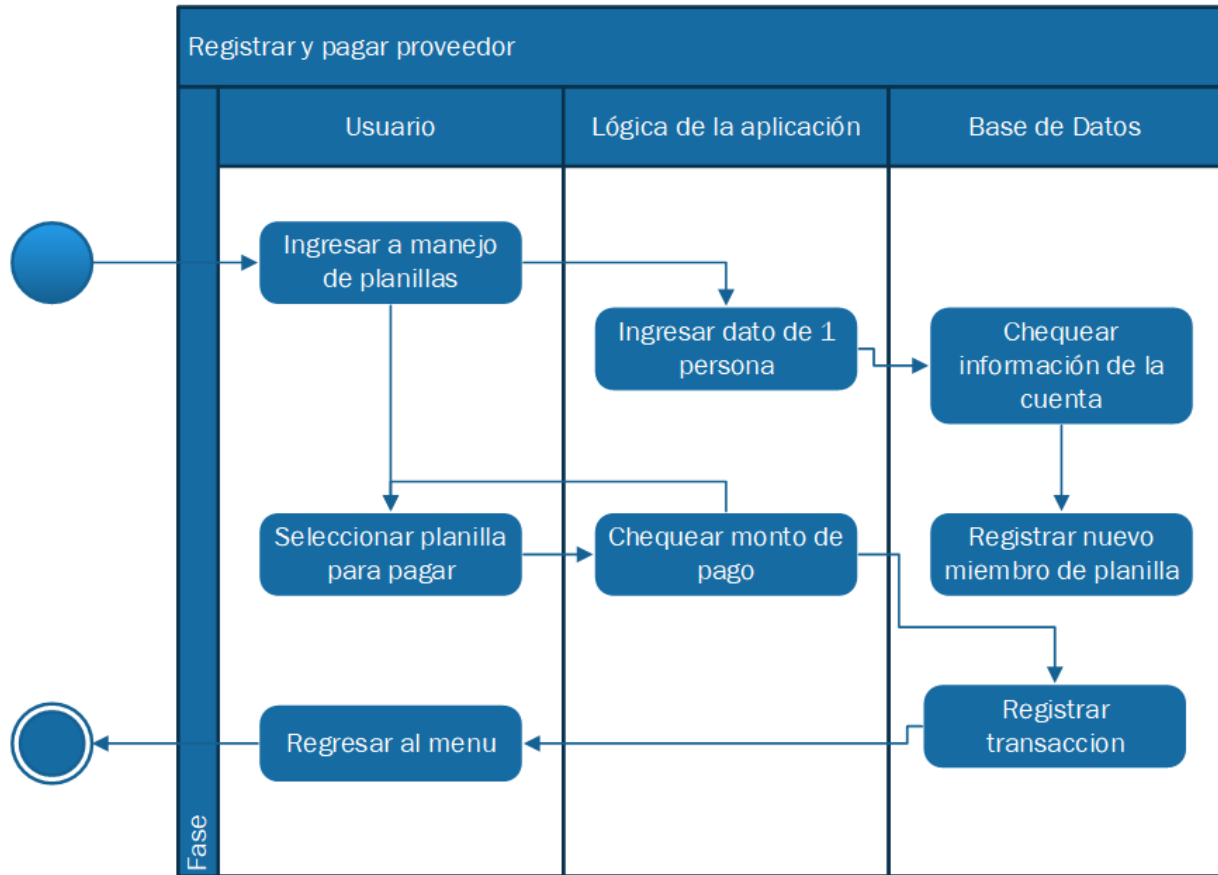 Registrar y pagar proveedor
Usuario
Lógica de la aplicación
Base de Datos
Ingresar a manejo
de planillas
Ingresar dato de 1
persona
Chequear
información de la
cuenta
Seleccionar planilla
para pagar
Chequear monto de
pago
Registrar nuevo
miembro de planilla
Regresar al menu
Registrar
transaccion
Fase